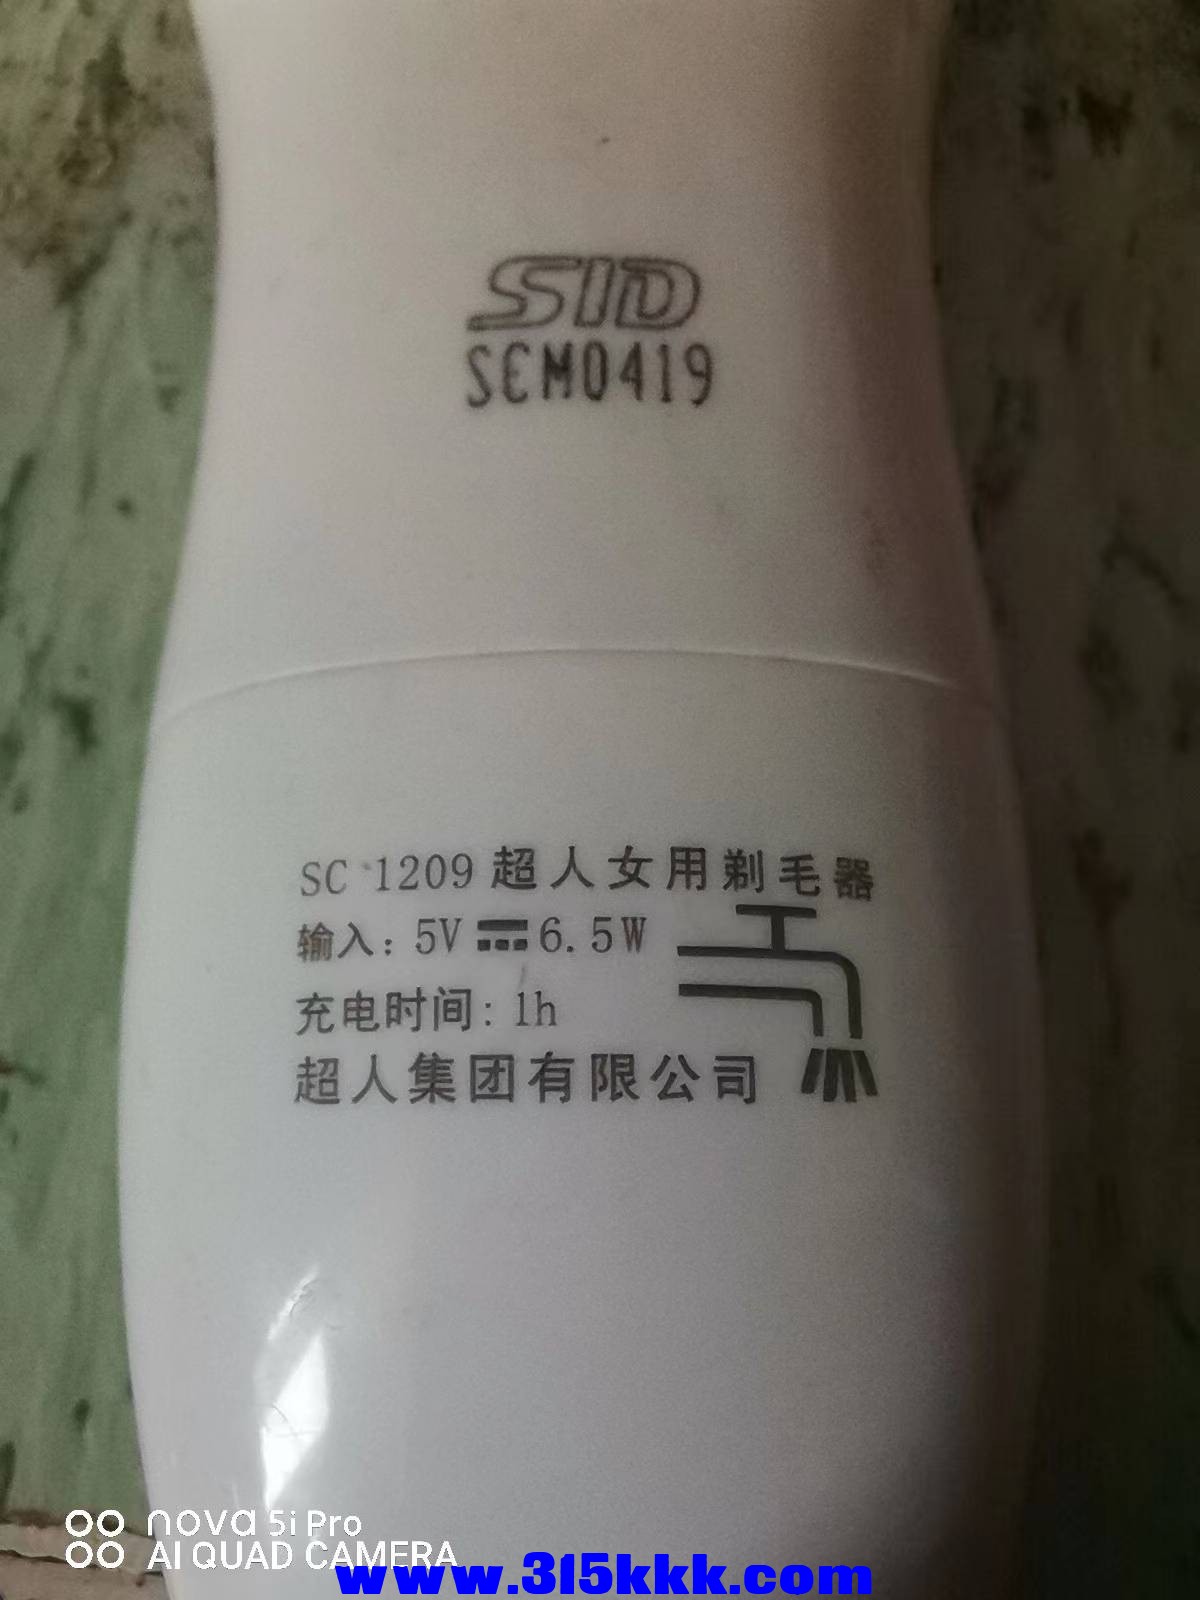 SID
SCM0419
SC 1209 超人女用剃毛器
输入: 5V ⎓ 6.5W
充电时间: 1h
超人集团有限公司
nova 5i Pro
AI QUAD CAMERA
www.315kkk.com